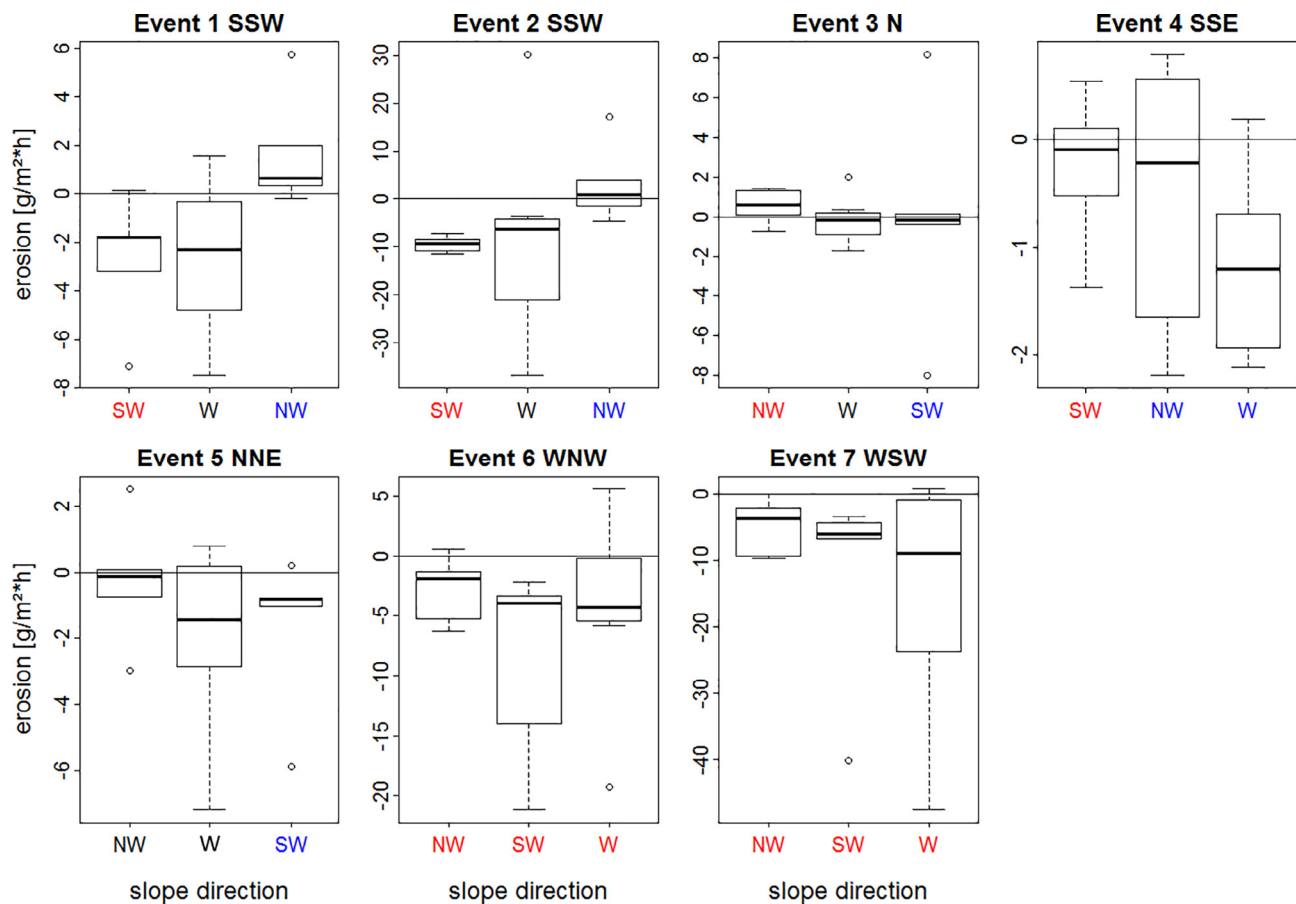 Event 1 SSW
erosion [g/m²*h]
6
4
2
0
-2
-4
-6
-8
SW W NW
Event 2 SSW
30
20
10
0
-10
-20
-30
SW W NW
Event 3 N
8
6
4
2
0
-2
-4
-6
-8
NW W SW
Event 4 SSE
0
-1
-2
SW NW W
Event 5 NNE
erosion [g/m²*h]
2
0
-2
-4
-6
NW W SW
slope direction
Event 6 WNW
5
0
-5
-10
-15
-20
NW SW W
slope direction
Event 7 WSW
0
-10
-20
-30
-40
NW SW W
slope direction